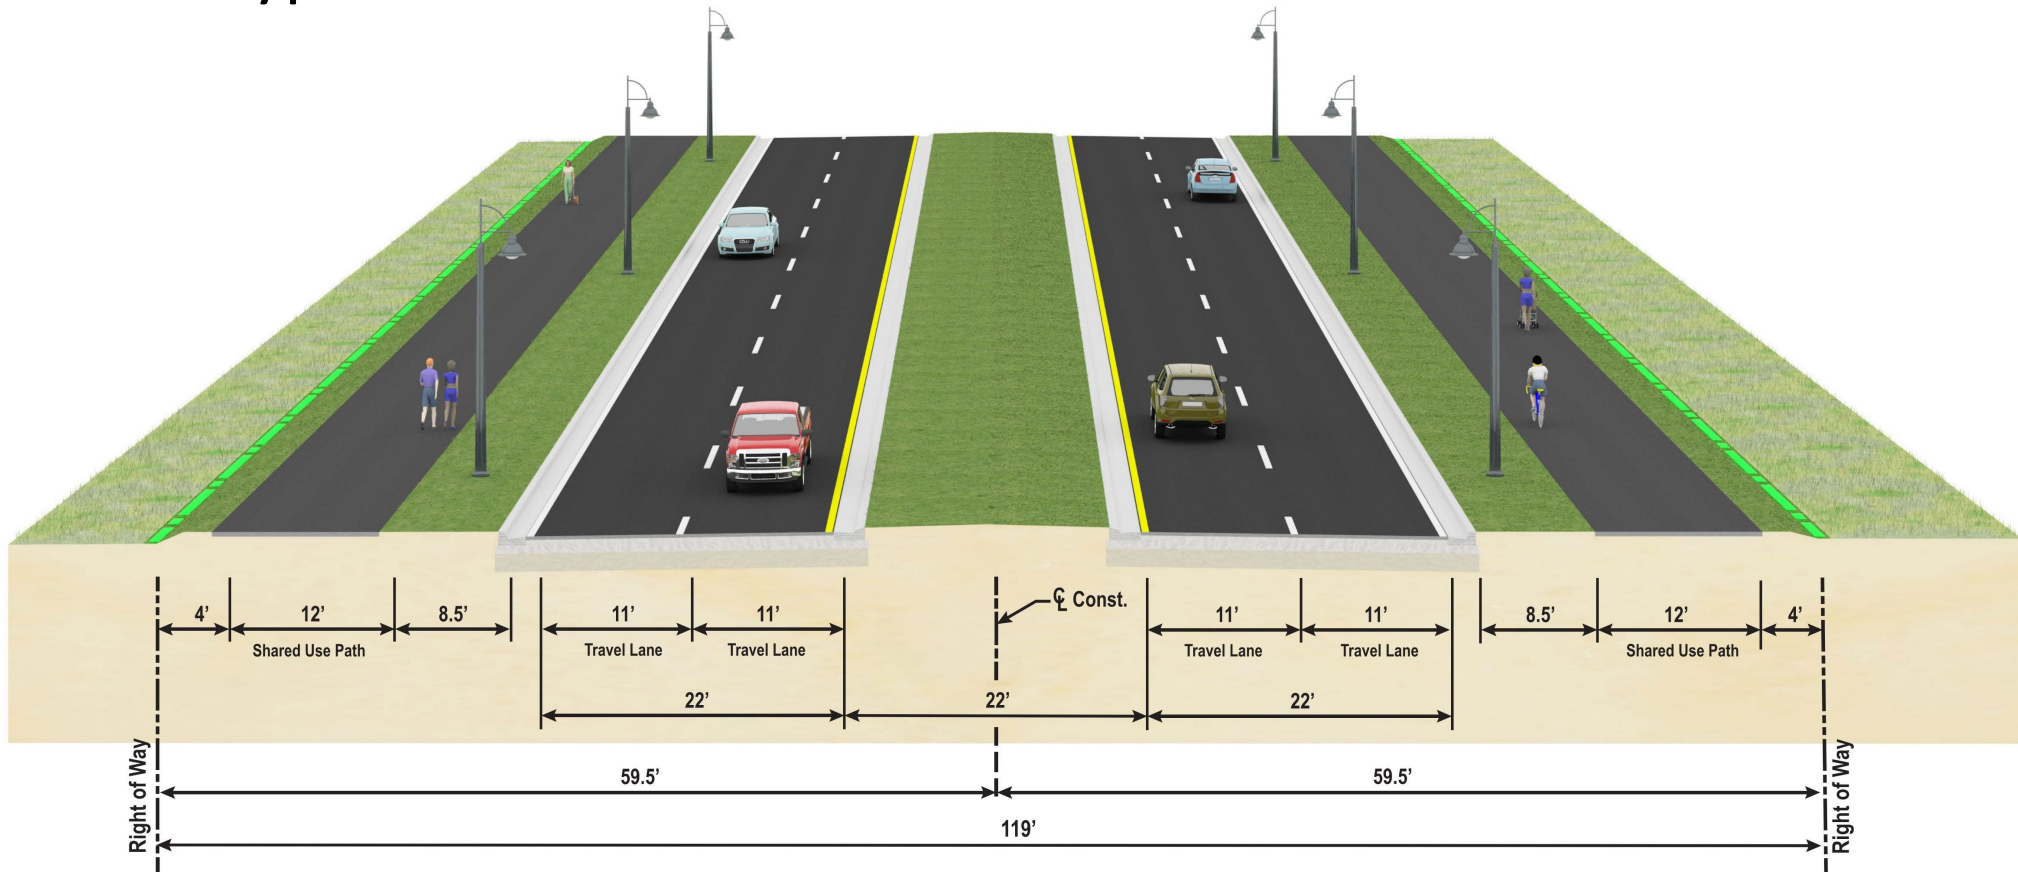 ℄ Const.
4’ 12’ 8.5’ 11’ 11’ 11’ 11’ 8.5’ 12’ 4’
Shared Use Path Travel Lane Travel Lane Travel Lane Travel Lane Shared Use Path
22’ 22’ 22’
Right of Way
Right of Way
59.5’ 59.5’
119’